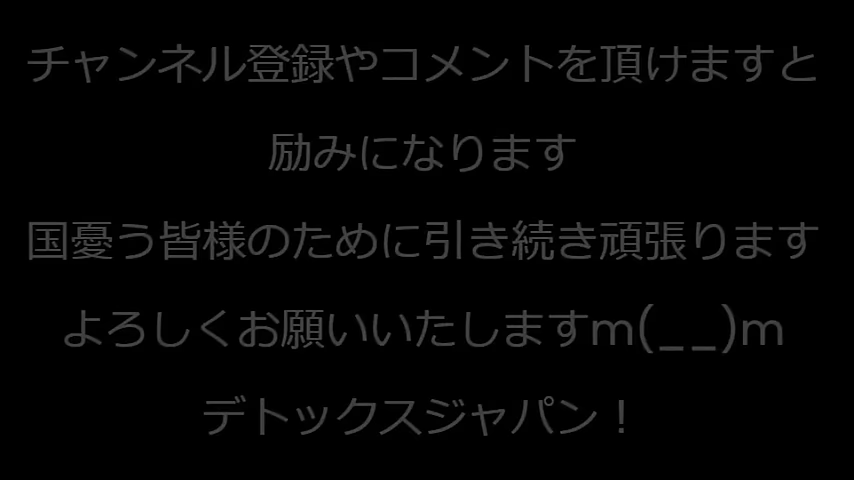 チャンネル登録やコメントを頂けますと
励みになります
国憂う皆様のために引き続き頑張ります
よろしくお願いいたしますm(__)m
デトックスジャパン！